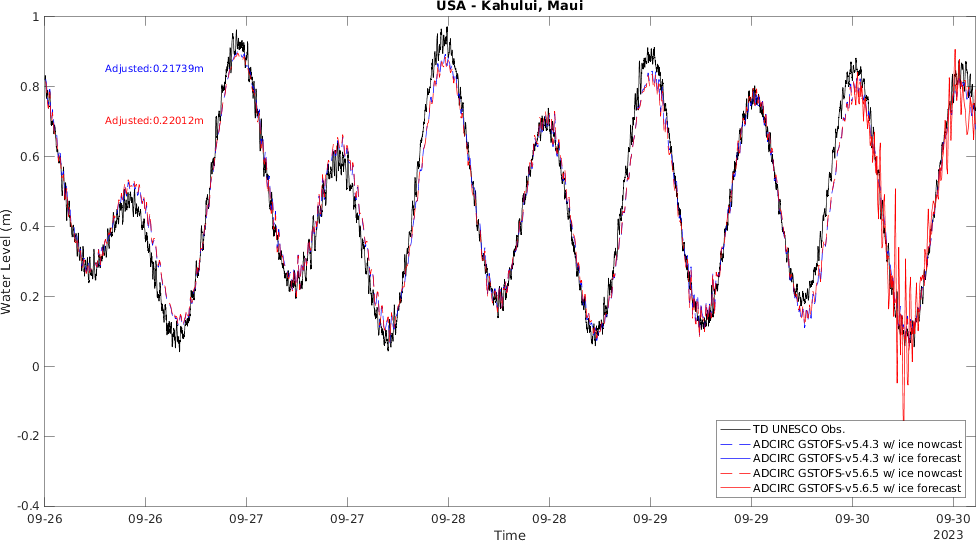 USA - Kahului, Maui
Adjusted:0.21739m
Adjusted:0.22012m
Water Level (m)
1
0.8
0.6
0.4
0.2
0
-0.2
-0.4
TD UNESCO Obs.
ADCIRC GSTOFS-v5.4.3 w/ ice nowcast
ADCIRC GSTOFS-v5.4.3 w/ ice forecast
ADCIRC GSTOFS-v5.6.5 w/ ice nowcast
ADCIRC GSTOFS-v5.6.5 w/ ice forecast
09-26 09-26 09-27 09-27 09-28 09-28 09-29 09-29 09-30 09-30
Time
2023